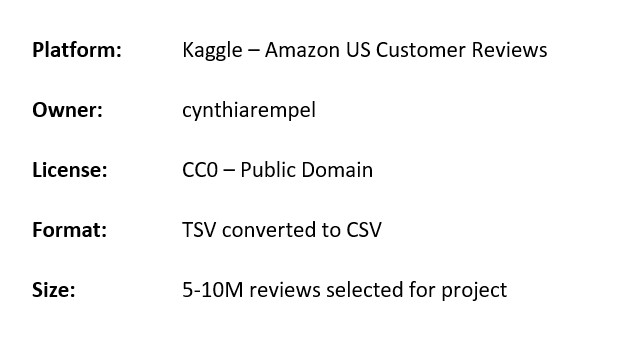 Platform: Kaggle – Amazon US Customer Reviews
Owner: cynthiarempel
License: CC0 – Public Domain
Format: TSV converted to CSV
Size: 5-10M reviews selected for project